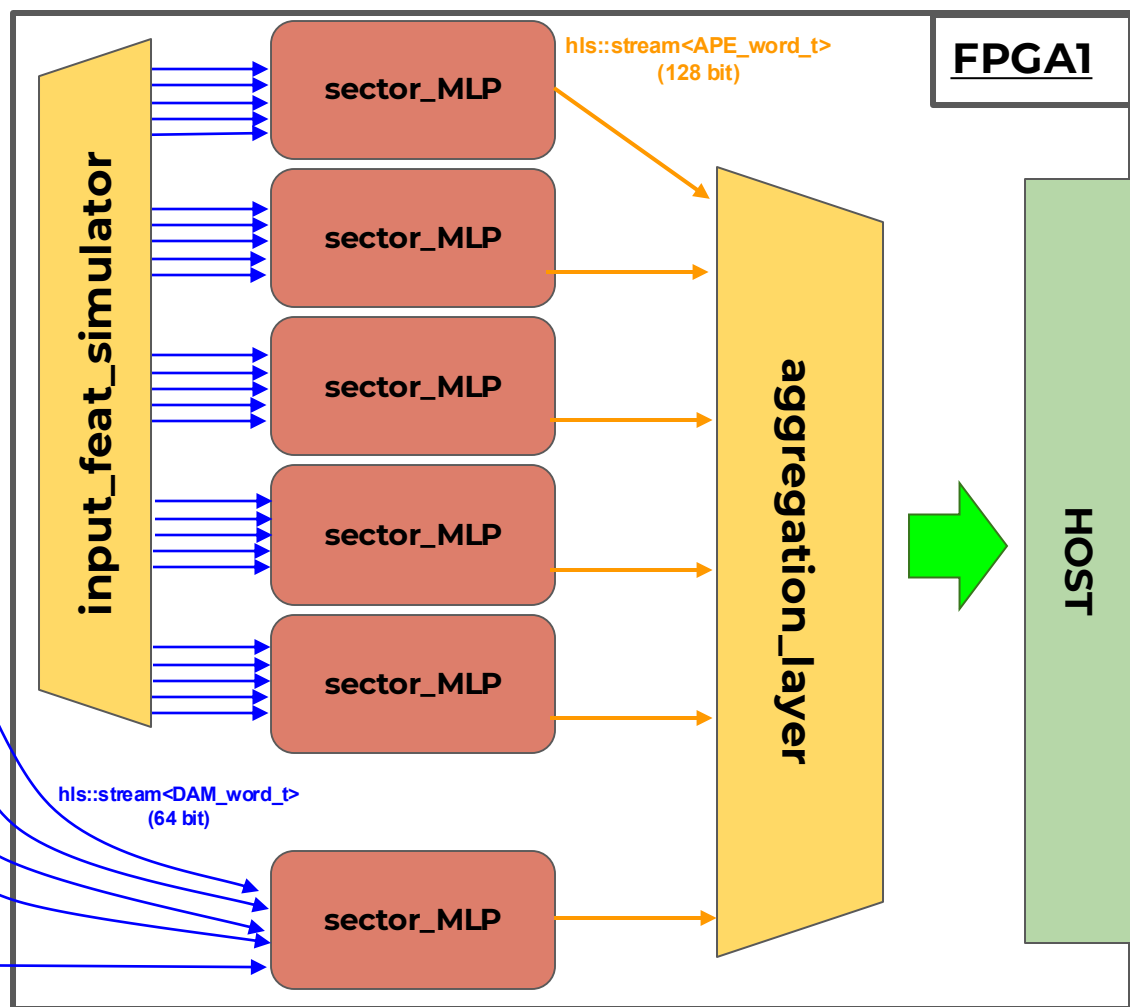 hls::stream<APE_word_t>
(128 bit)
FPGA1
input_feat_simulator
sector_MLP
sector_MLP
sector_MLP
sector_MLP
sector_MLP
aggregation_layer
HOST
hls::stream<DAM_word_t>
(64 bit)
sector_MLP